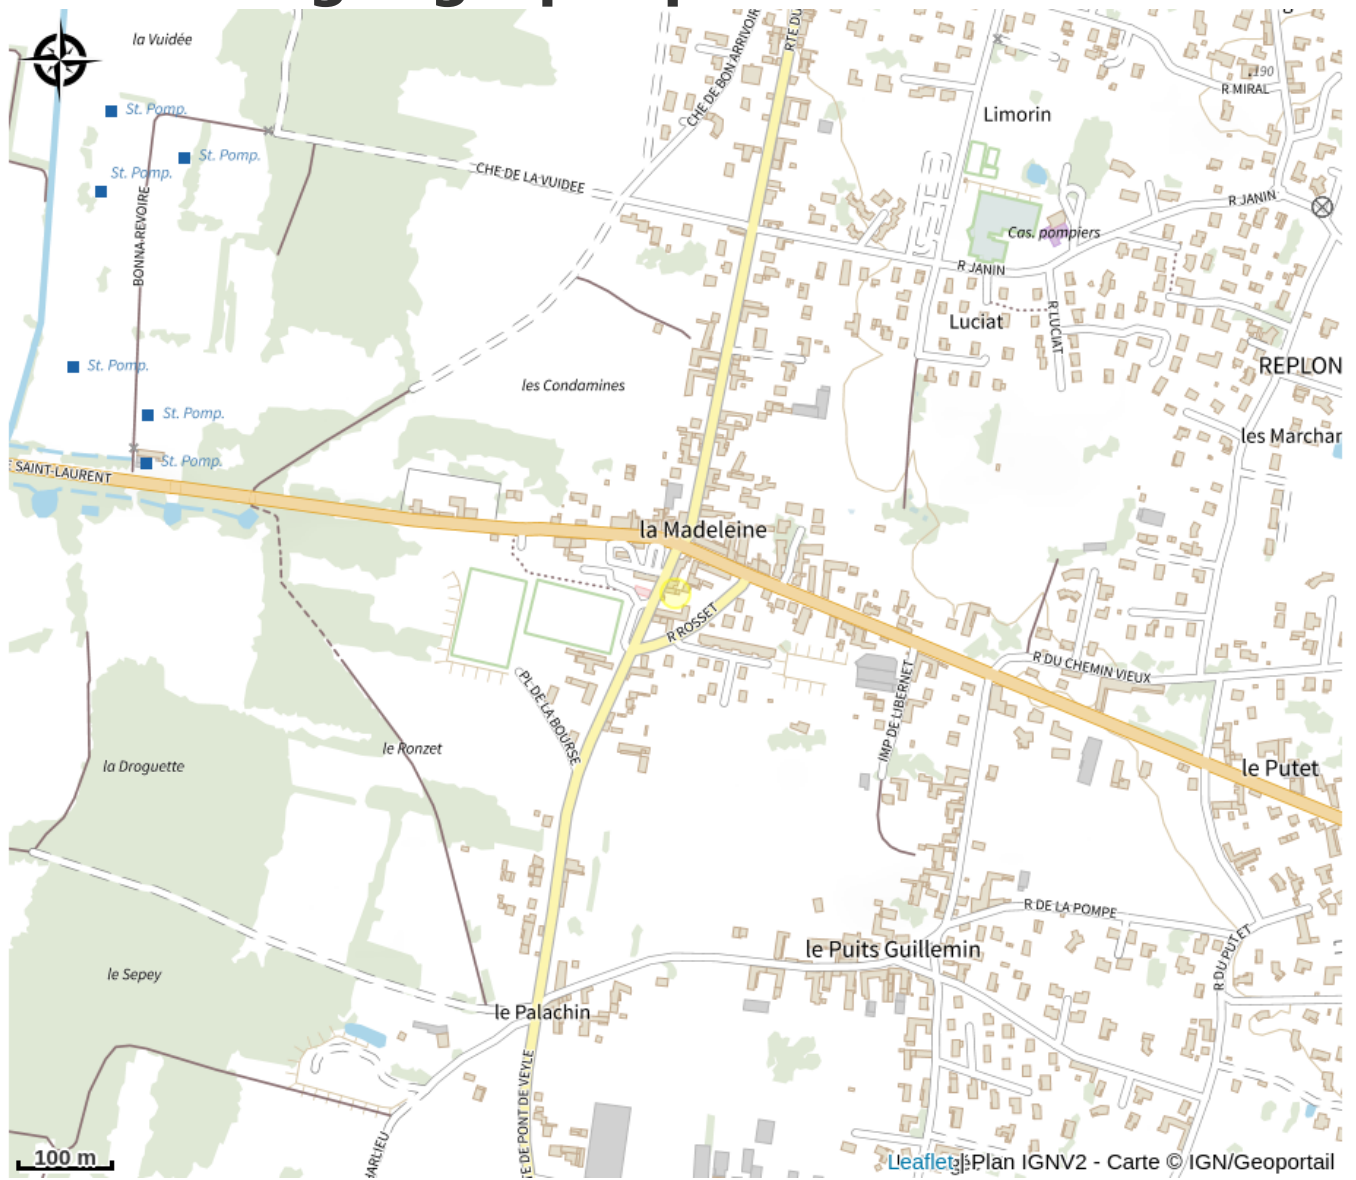 la Vuidée
RTE DU
CHE DE BON ARRIVOIR
.190
R MIRAL
St. Pomp.
Limorin
St. Pomp.
St. Pomp.
CHE DE LA VUIDEE
BONNA-REVOIRE
R JANIN
Cas. pompiers
R JANIN
Luciat
R LUCIAT
St. Pomp.
REPLON
les Condamines
St. Pomp.
les Marchar
St. Pomp.
E SAINT-LAURENT
la Madeleine
R ROSSET
R DU CHEMIN VIEUX
PL DE LA BOURSE
IMP DE LIBERNET
le Ronzet
la Droguette
le Putet
R DE LA POMPE
le Puits Guillemin
R DU PUTET
le Sepey
le Palachin
E DE PONT DE VEYLE
HARLIEU
100 m
Leaflet | Plan IGNV2 - Carte © IGN/Geoportail